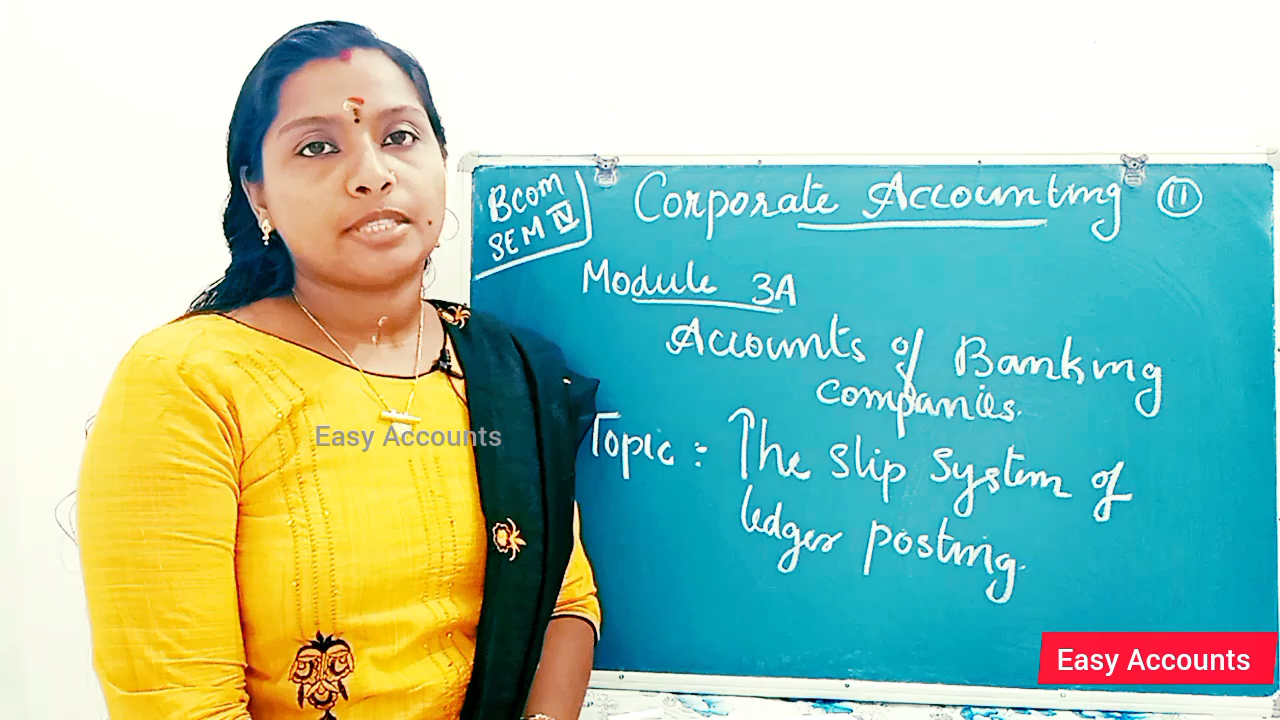 Bcom
SEM IV
Corporate Accounting 11
Module 3A
Accounts of Banking
companies.
Topic : The Slip System of
ledger posting.
Easy Accounts
Easy Accounts